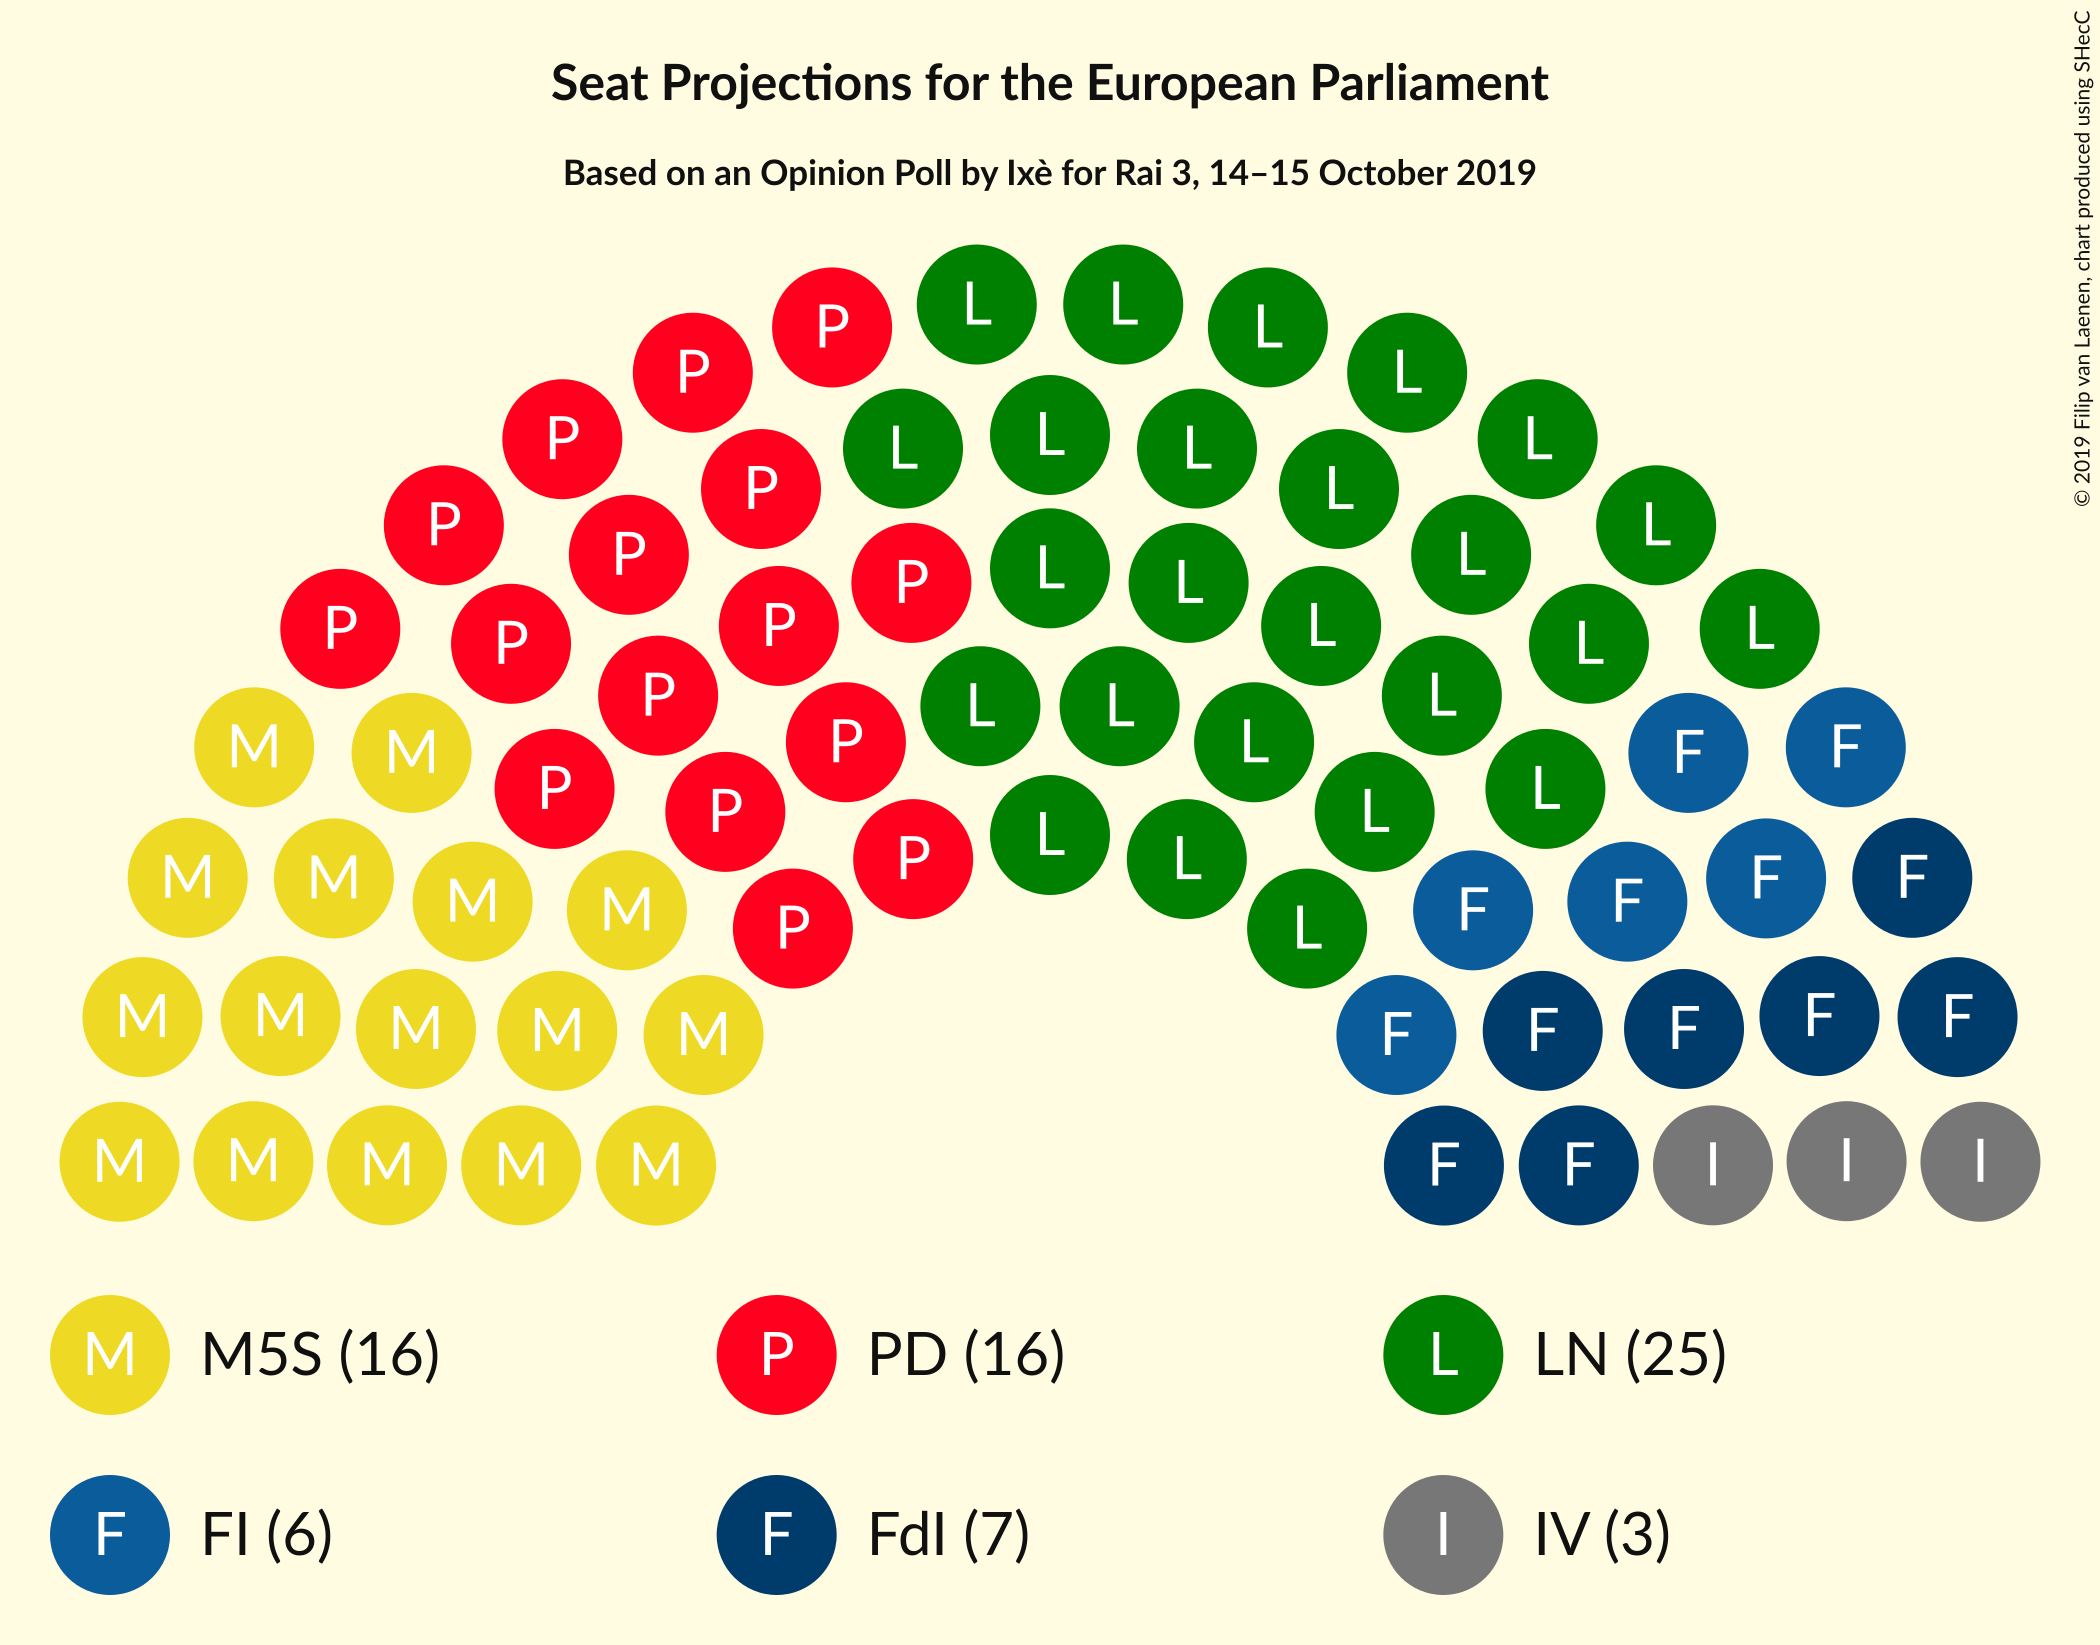 Seat Projections for the European Parliament
Based on an Opinion Poll by Ixè for Rai 3, 14–15 October 2019
© 2019 Filip van Laenen, chart produced using SHecC
L L
P L
P L
L
L L L
P L
P P L
P L
L
P P L
P L
P L
P L
P L
L L
P L
M M F F
P L
P L
P L
M M F F
M F
M F
P L
M M F F
M M F F
M F
M M M M M F F I I I
M M5S (16) P PD (16) L LN (25)
F FI (6) F FdI (7) I IV (3)